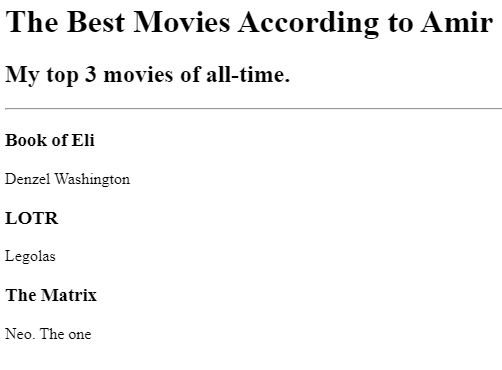 The Best Movies According to Amir
My top 3 movies of all-time.
Book of Eli
Denzel Washington
LOTR
Legolas
The Matrix
Neo. The one